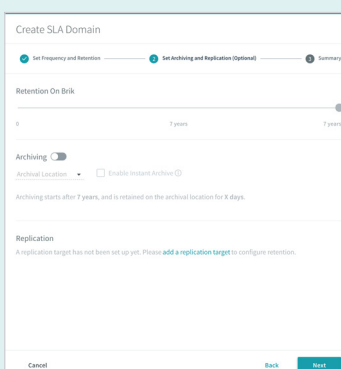 Create SLA Domain
Set Frequency and Retention 2 Set Archiving and Replication (Optional) 3 Summary
Retention On Brik
0 7 years 7 years
Archiving
Archival Location Enable Instant Archive
Archiving starts after 7 years, and is retained on the archival location for X days.
Replication
A replication target has not been set up yet. Please add a replication target to configure retention.
Cancel Back Next